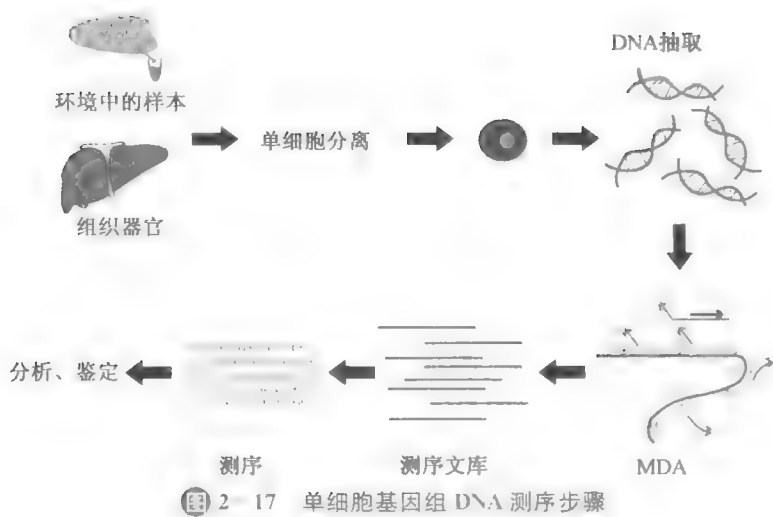 DNA抽取
环境中的样本
单细胞分离
组织器官
分析、鉴定
测序
测序文库
MDA
图 2-17 单细胞基因组 DNA 测序步骤